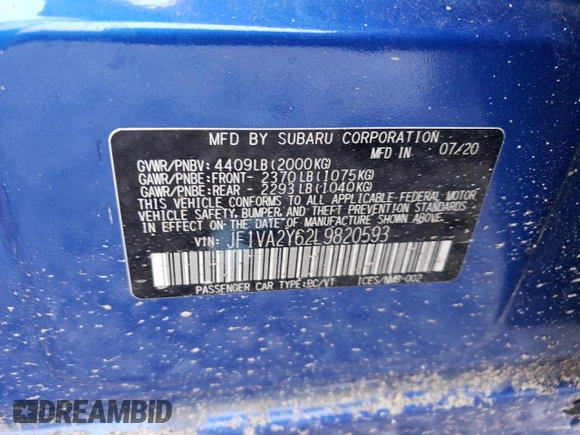 MFD BY SUBARU CORPORATION
MFD IN 07/20
GVWR/PNBV: 4409LB(2000KG)
GAWR/PNBE:FRONT- 2370LB(1075KG)
GAWR/PNBE:REAR - 2293LB(1040KG)
THIS VEHICLE CONFORMS TO ALL APPLICABLE-FEDERAL MOTOR
VEHICLE SAFETY, BUMPER, AND THEFT PREVENTION STANDARDS
IN EFFECT ON THE DATE OF MANUFACTURE SHOWN ABOVE.
VIN: JF1VA2Y62L9820593
PASSENGER CAR TYPE:PC/VT ICES/NMB-002
DREAMBID